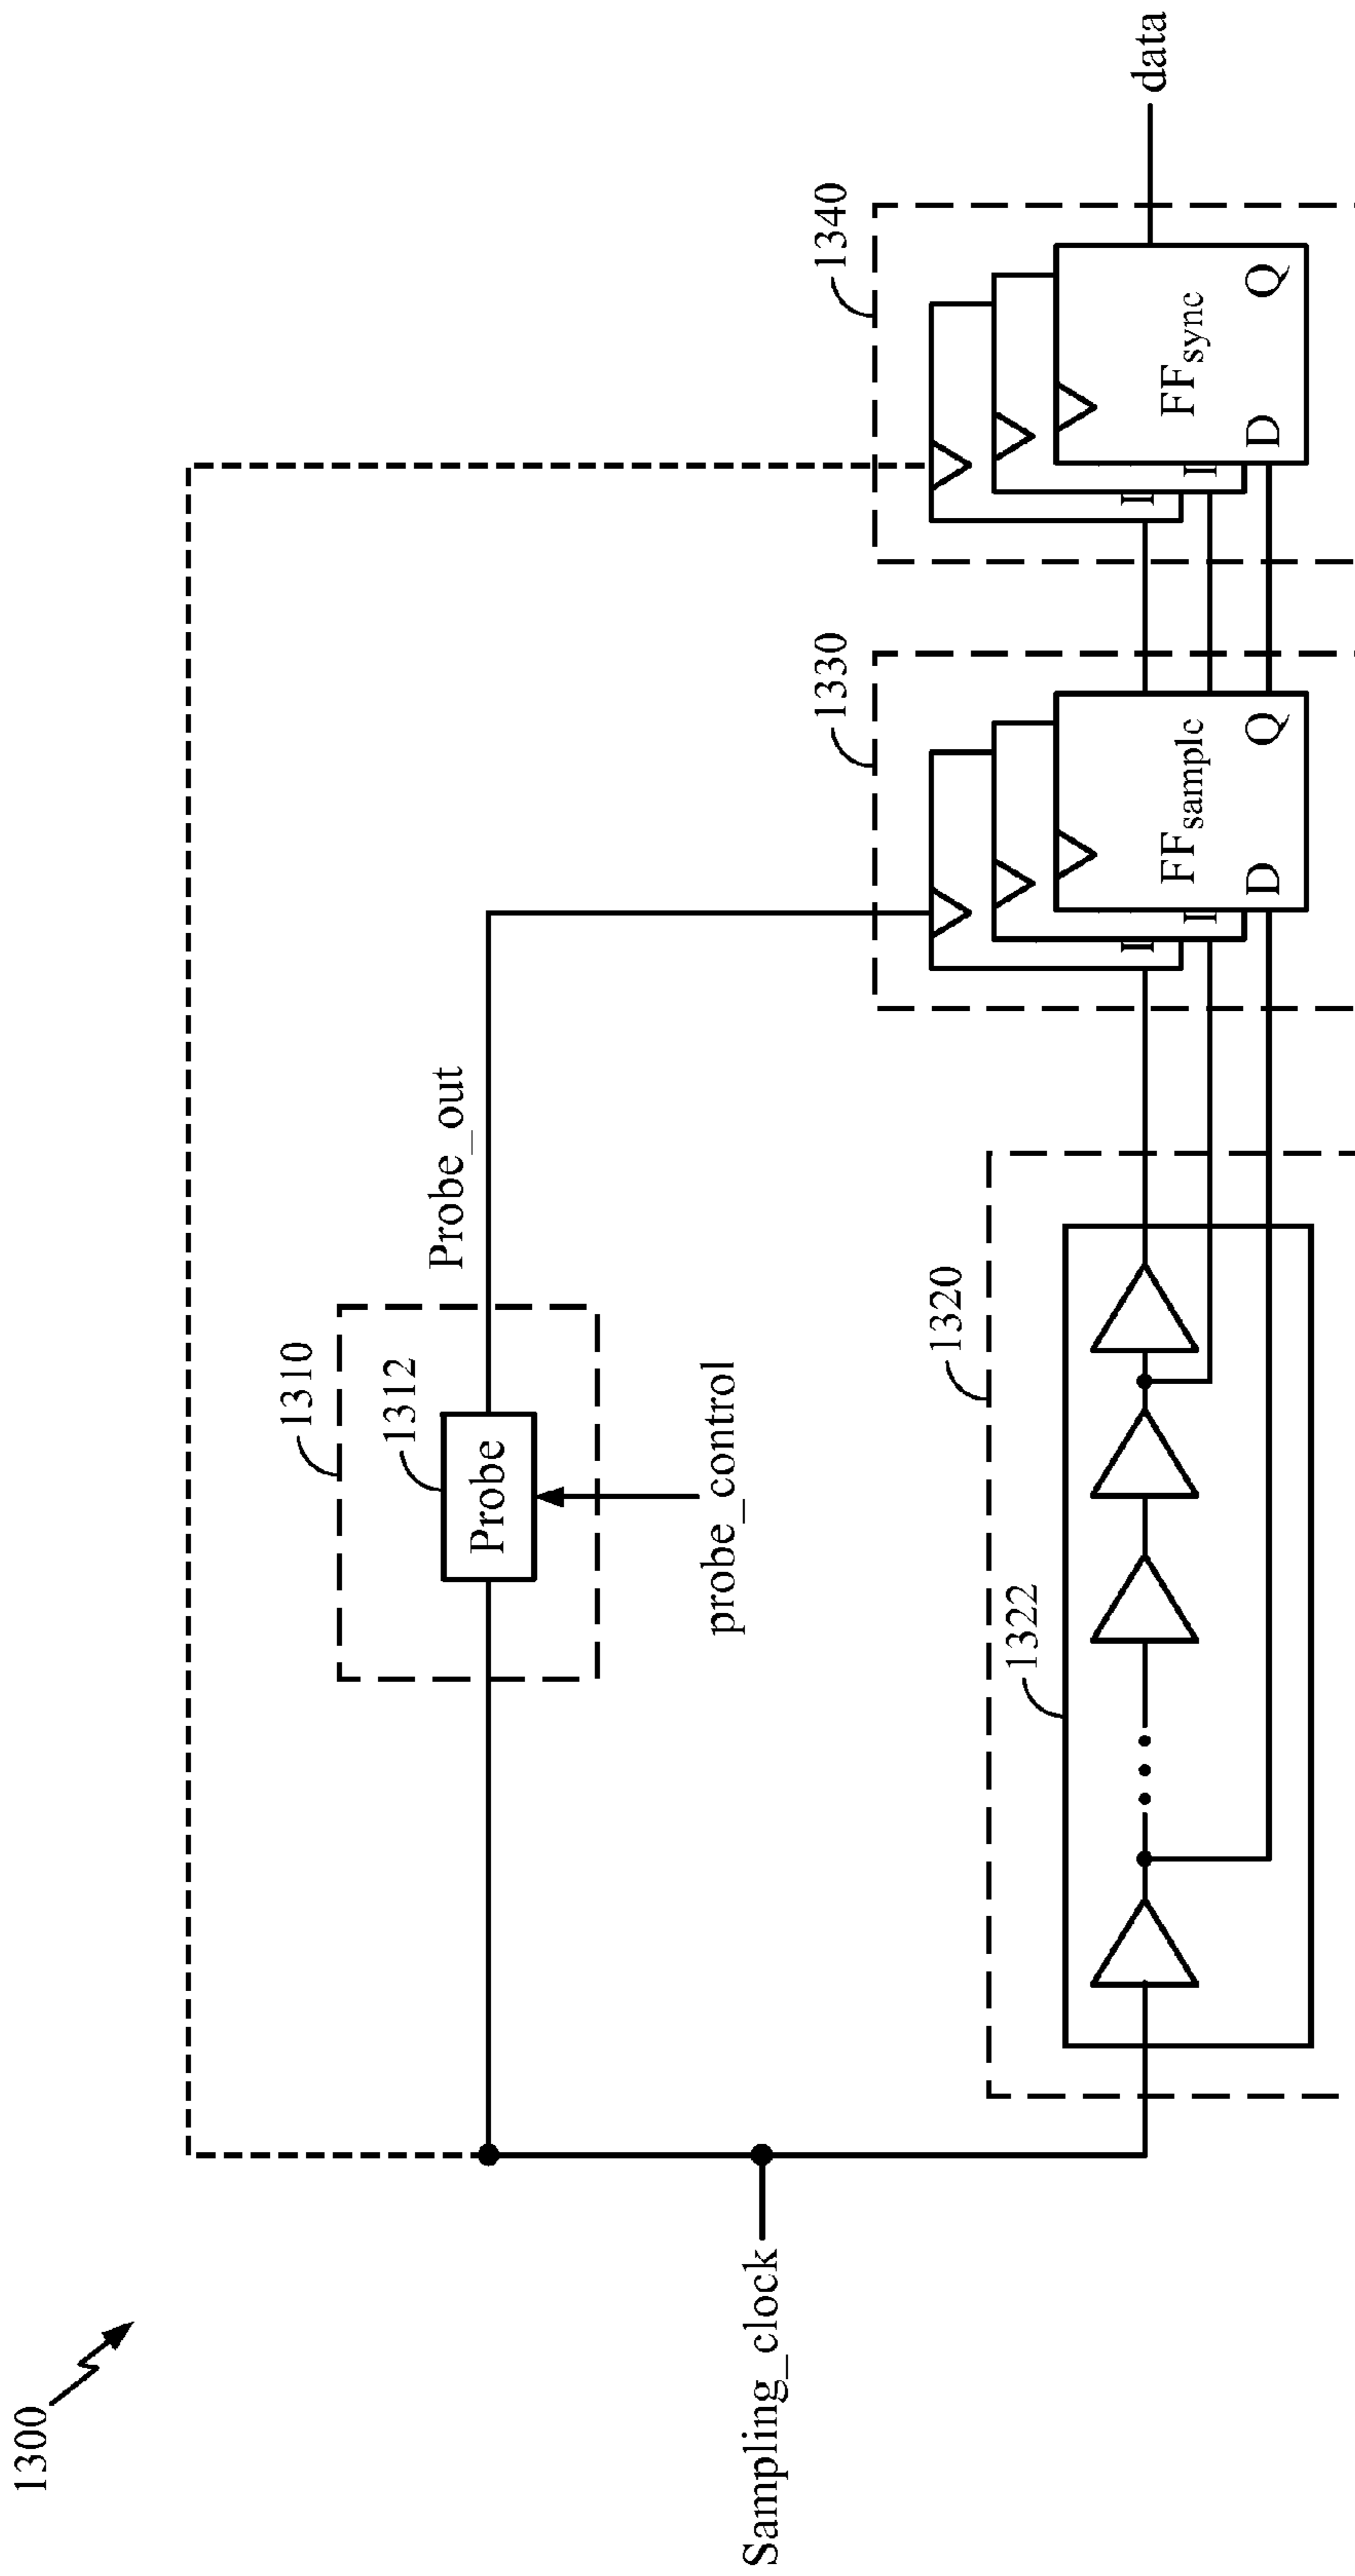 1300
Sampling_clock
1310
1312
Probe
probe_control
Probe_out
1320
1322
1330
D
FFsample
Q
1340
D
FFsync
Q
data